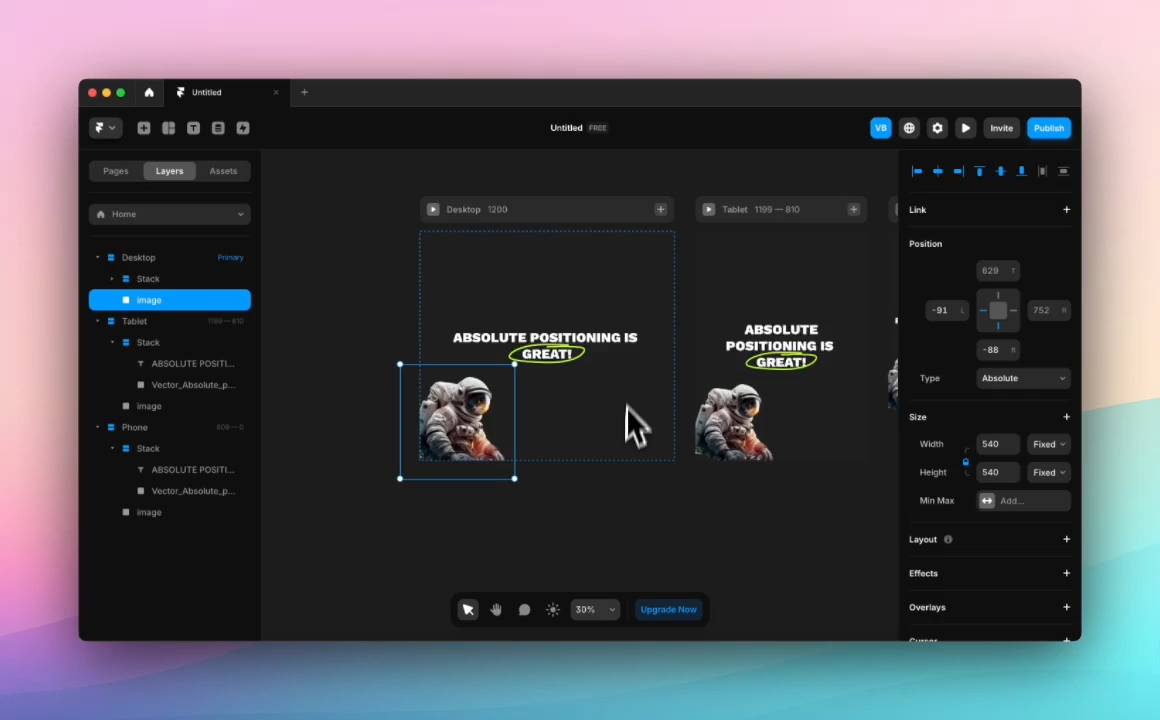 Untitled
Untitled FREE
VB
Invite
Publish
Pages
Layers
Assets
Home
Desktop Primary
Stack
image
Tablet 1199 — 810
Stack
ABSOLUTE POSITI...
Vector_Absolute_p...
image
Phone 809 — 0
Stack
ABSOLUTE POSITI...
Vector_Absolute_p...
image
Desktop 1200
ABSOLUTE POSITIONING IS
GREAT!
Tablet 1199 — 810
ABSOLUTE
POSITIONING IS
GREAT!
30%
Upgrade Now
Link
Position
629 T
-91 L
752 R
-88
Type Absolute
Size
Width 540 Fixed
Height 540 Fixed
Min Max Add...
Layout
Effects
Overlays
Cursor